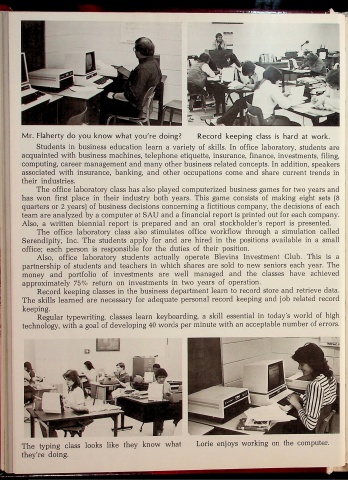 Mr. Flaherty do you know what you're doing?
Record keeping class is hard at work.
Students in business education learn a variety of skills. In office laboratory, students are
acquainted with business machines, telephone etiquette, insurance, finance, investments, filing,
computing, career management and many other business related concepts. In addition, speakers
associated with insurance, banking, and other occupations come and share current trends in
their industries.
The office laboratory class has also played computerized business games for two years and
has won first place in their industry both years. This game consists of making eight sets (8
quarters or 2 years) of business decisions concerning a fictitious company, the decisions of each
team are analyzed by a computer at SAU and a financial report is printed out for each company.
Also, a written biennial report is prepared and an oral stockholder's report is presented.
The office laboratory class also stimulates office workflow through a simulation called
Serendipity, Inc. The students apply for and are hired in the positions available in a small
office; each person is responsible for the duties of their position.
Also, office laboratory students actually operate Blevins Investment Club. This is a
partnership of students and teachers in which shares are sold to new seniors each year. The
money and portfolio of investments are well managed and the classes have achieved
approximately 75% return on investments in two years of operation.
Record keeping classes in the business department learn to record store and retrieve data.
The skills learned are necessary for adequate personal record keeping and job related record
keeping.
Regular typewriting, classes learn keyboarding, a skill essential in today's world of high
technology, with a goal of developing 40 words per minute with an acceptable number of errors.
The typing class looks like they know what
they're doing.
Lorie enjoys working on the computer.